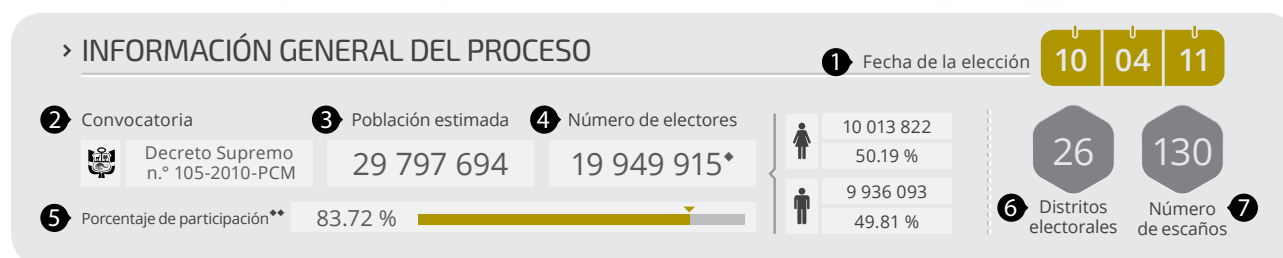 › INFORMACIÓN GENERAL DEL PROCESO
1 Fecha de la elección
10 04 11
2 Convocatoria
Decreto Supremo
n.° 105-2010-PCM
3 Población estimada
29 797 694
4 Número de electores
19 949 915◆
10 013 822
50.19 %
9 936 093
49.81 %
5 Porcentaje de participación◆◆ 83.72 %
26
6 Distritos
electorales
130
Número 7
de escaños